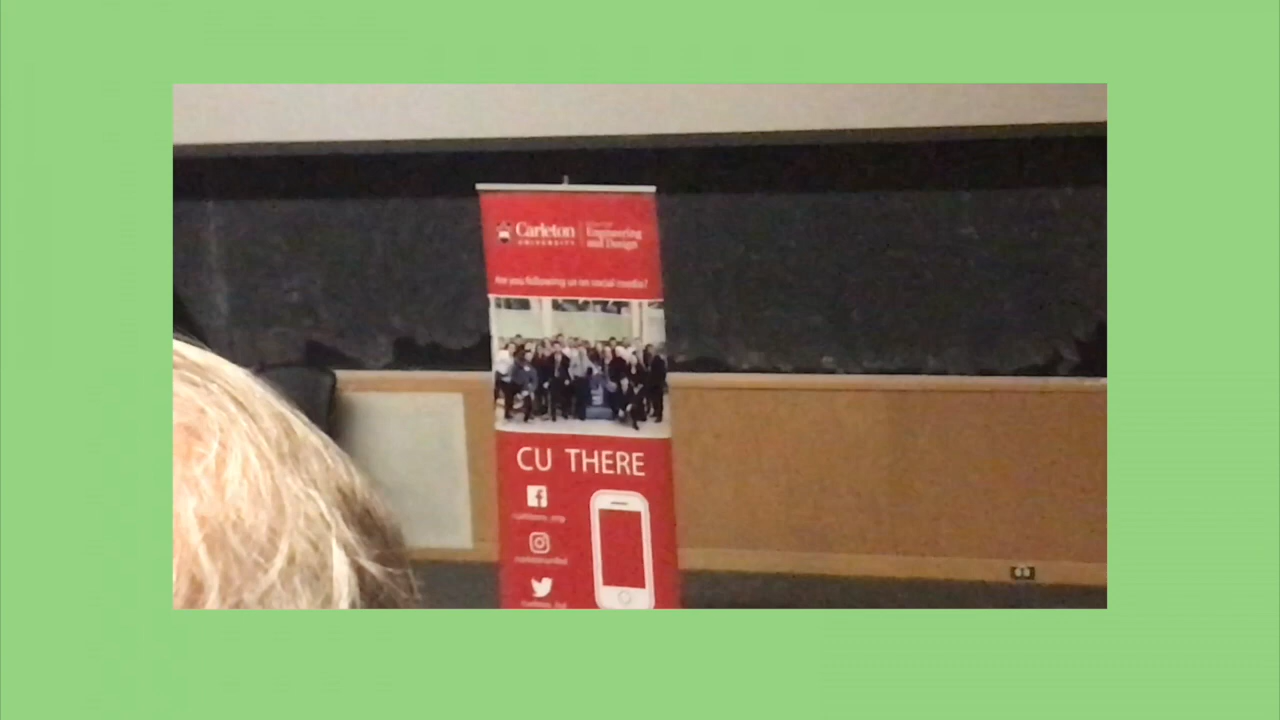 Carleton
UNIVERSITY
Engineering
and Design
Are you following us on social media?
CU THERE